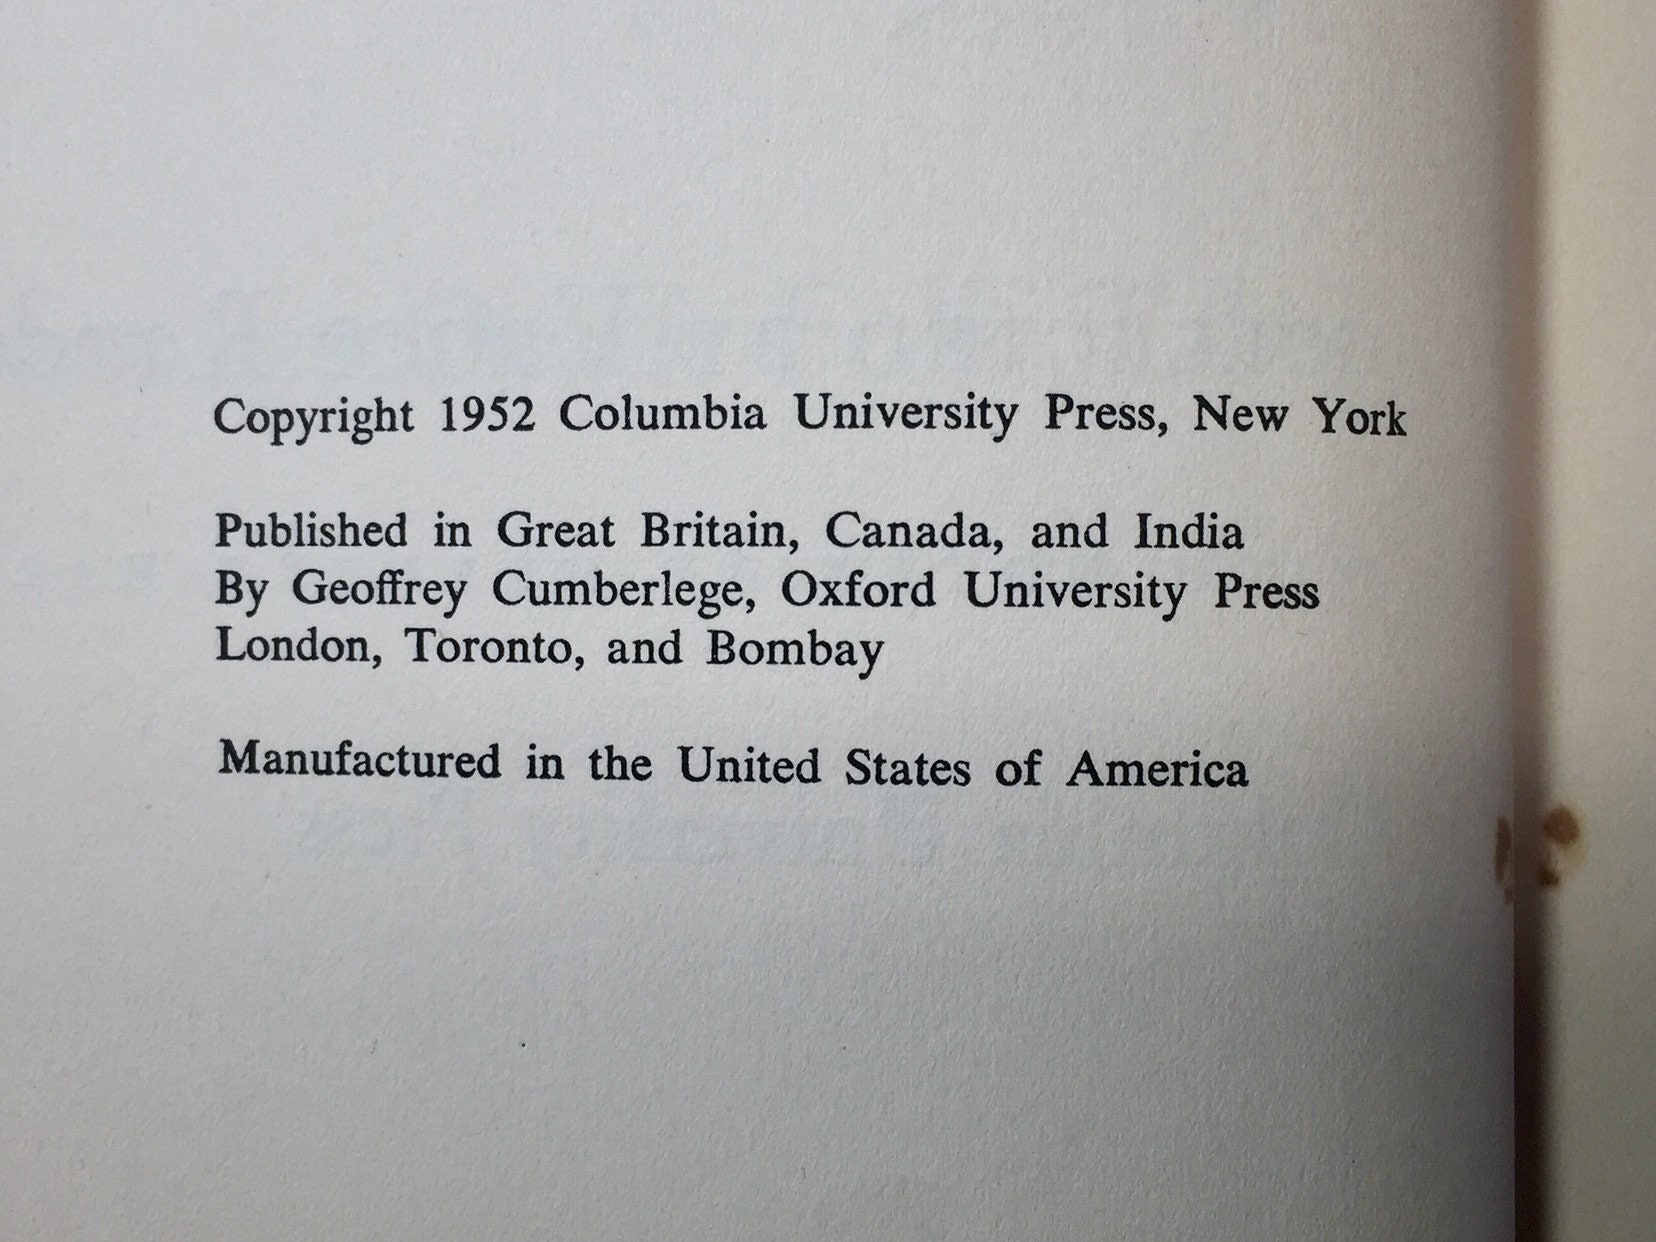 Copyright 1952 Columbia University Press, New York
Published in Great Britain, Canada, and India
By Geoffrey Cumberlege, Oxford University Press
London, Toronto, and Bombay
Manufactured in the United States of America